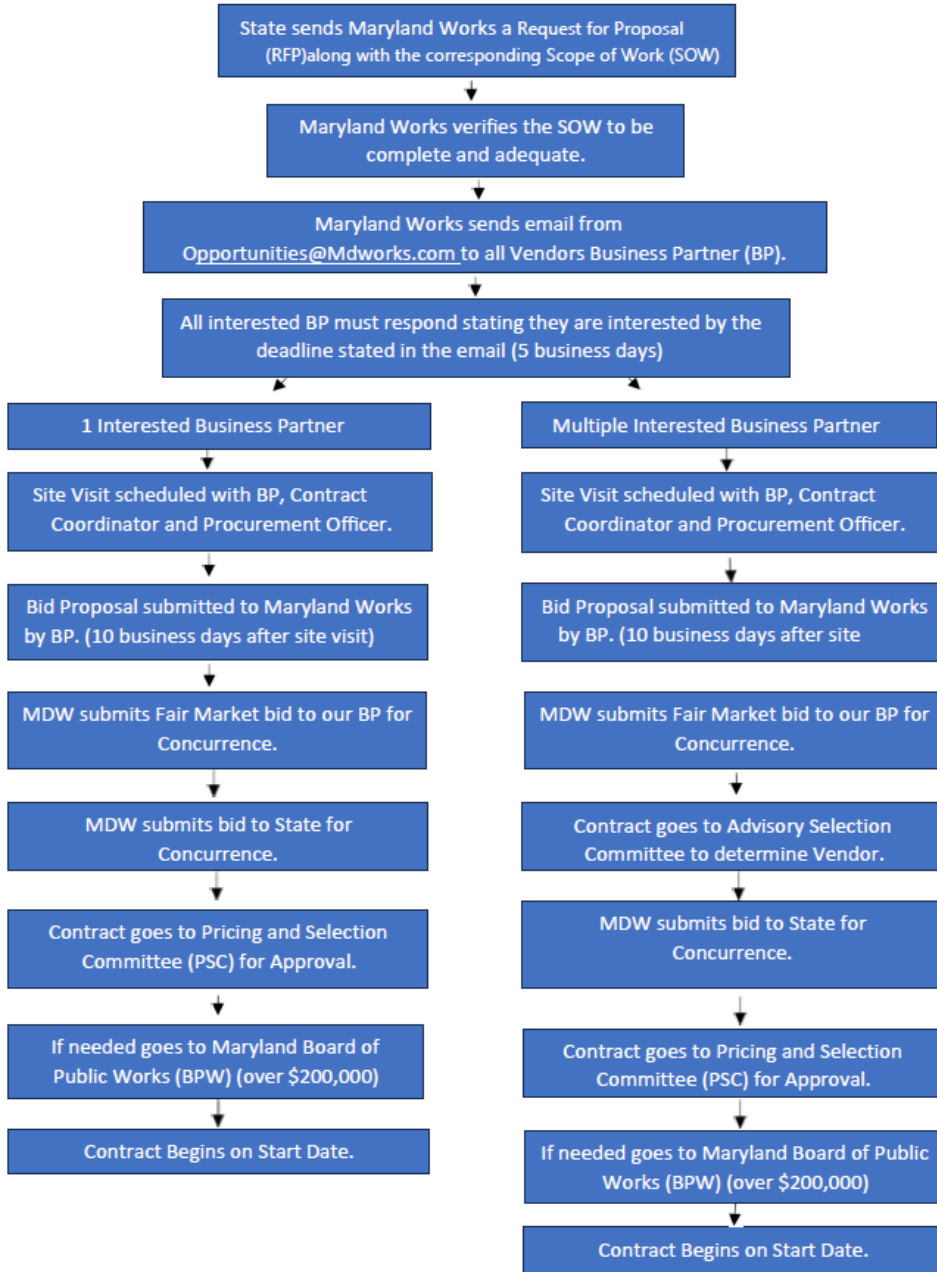 State sends Maryland Works a Request for Proposal
(RFP)along with the corresponding Scope of Work (SOW)
Maryland Works verifies the SOW to be
complete and adequate.
Maryland Works sends email from
Opportunities@Mdworks.com to all Vendors Business Partner (BP).
All interested BP must respond stating they are interested by the
deadline stated in the email (5 business days)
1 Interested Business Partner
Site Visit scheduled with BP, Contract
Coordinator and Procurement Officer.
Bid Proposal submitted to Maryland Works
by BP. (10 business days after site visit)
MDW submits Fair Market bid to our BP for
Concurrence.
MDW submits bid to State for
Concurrence.
Contract goes to Pricing and Selection
Committee (PSC) for Approval.
If needed goes to Maryland Board of
Public Works (BPW) (over $200,000)
Contract Begins on Start Date.
Multiple Interested Business Partner
Site Visit scheduled with BP, Contract
Coordinator and Procurement Officer.
Bid Proposal submitted to Maryland Works
by BP. (10 business days after site
MDW submits Fair Market bid to our BP for
Concurrence.
Contract goes to Advisory Selection
Committee to determine Vendor.
MDW submits bid to State for
Concurrence.
Contract goes to Pricing and Selection
Committee (PSC) for Approval.
If needed goes to Maryland Board of Public
Works (BPW) (over $200,000)
Contract Begins on Start Date.